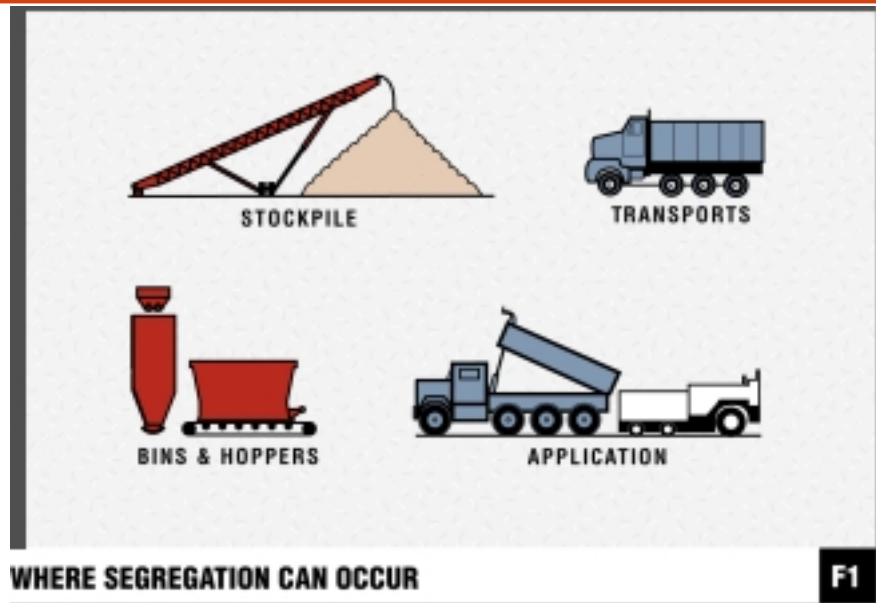 STOCKPILE
TRANSPORTS
BINS & HOPPERS
APPLICATION
WHERE SEGREGATION CAN OCCUR
F1